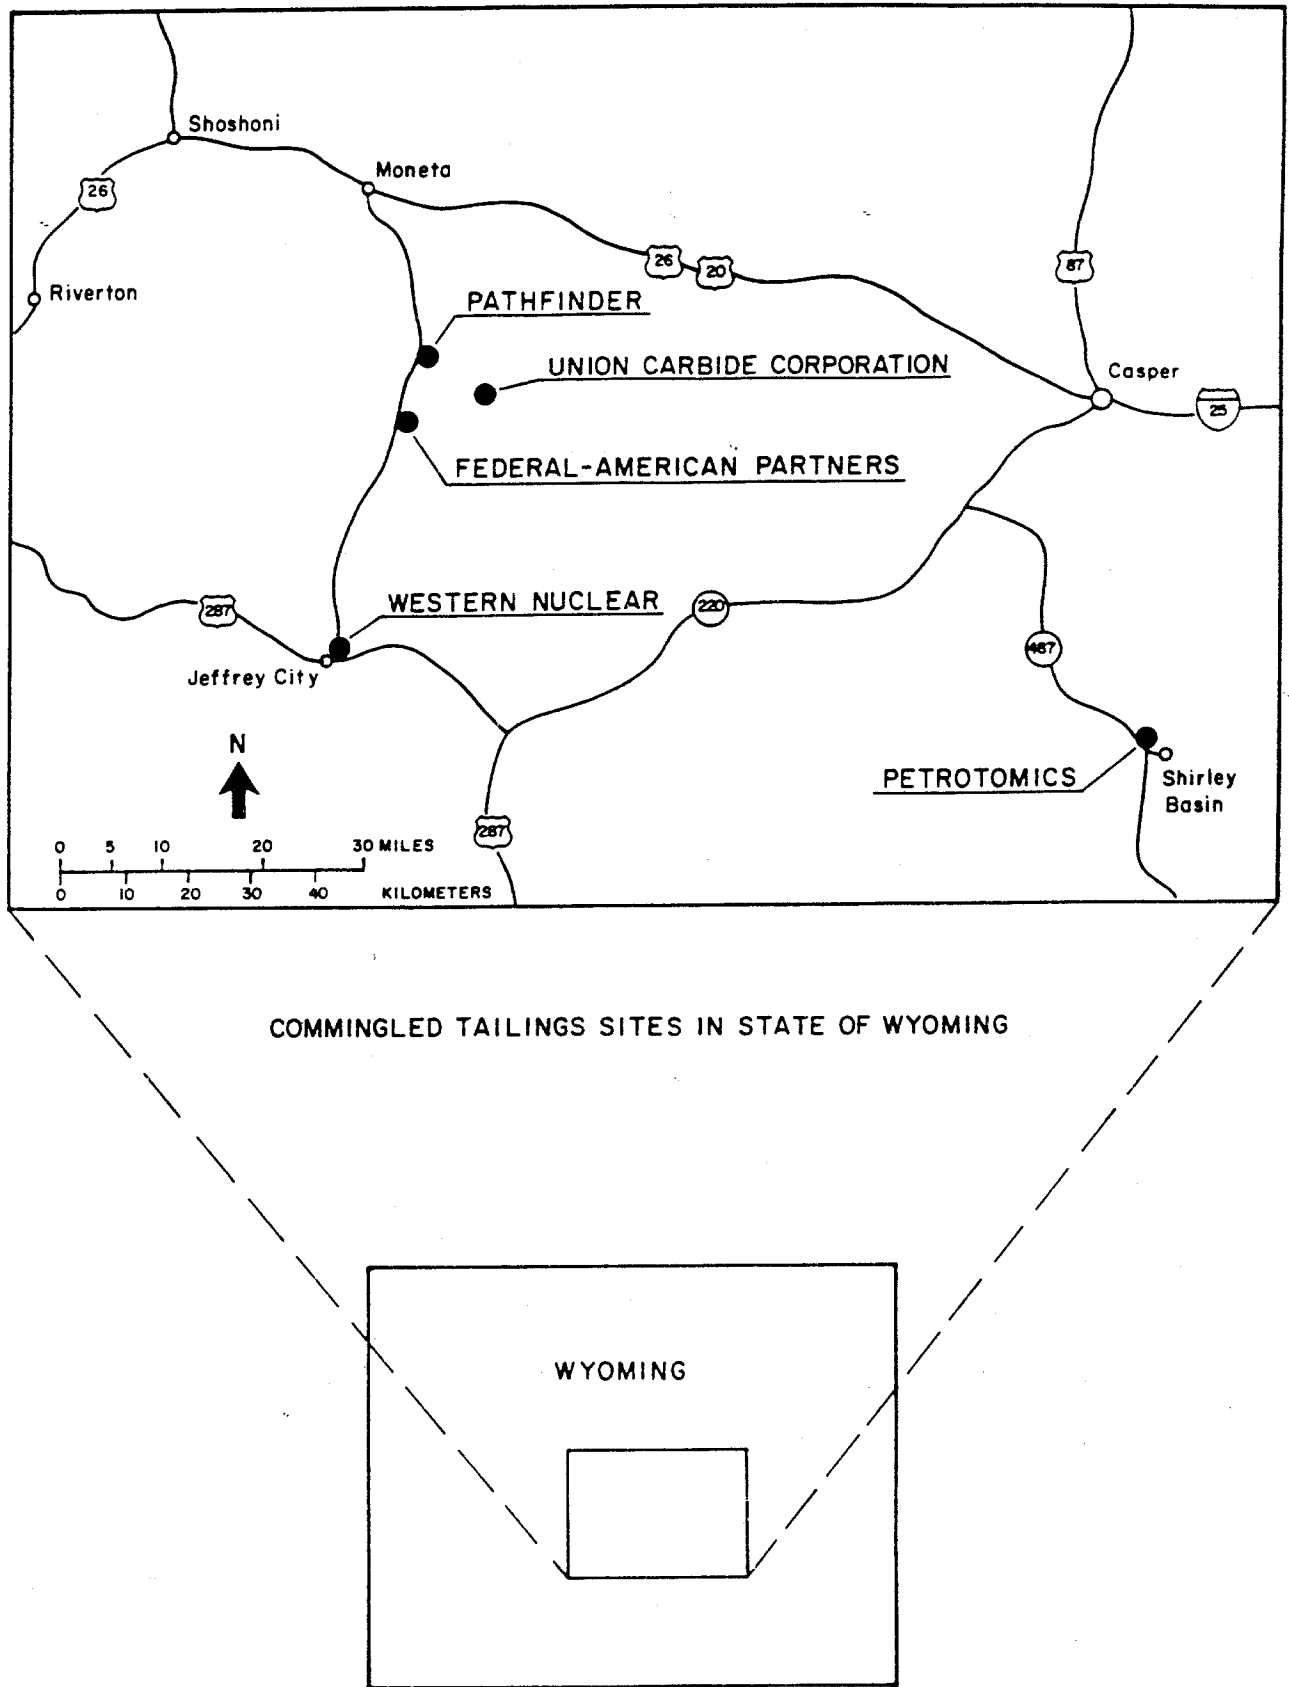 Shoshoni
Moneta
26
Riverton
26
20
87
PATHFINDER
UNION CARBIDE CORPORATION
Casper
25
FEDERAL-AMERICAN PARTNERS
287
WESTERN NUCLEAR
220
487
Jeffrey City
N
PETROTOMICS
Shirley
Basin
287
0 5 10 20 30 MILES
0 10 20 30 40 KILOMETERS
COMMINGLED TAILINGS SITES IN STATE OF WYOMING
WYOMING